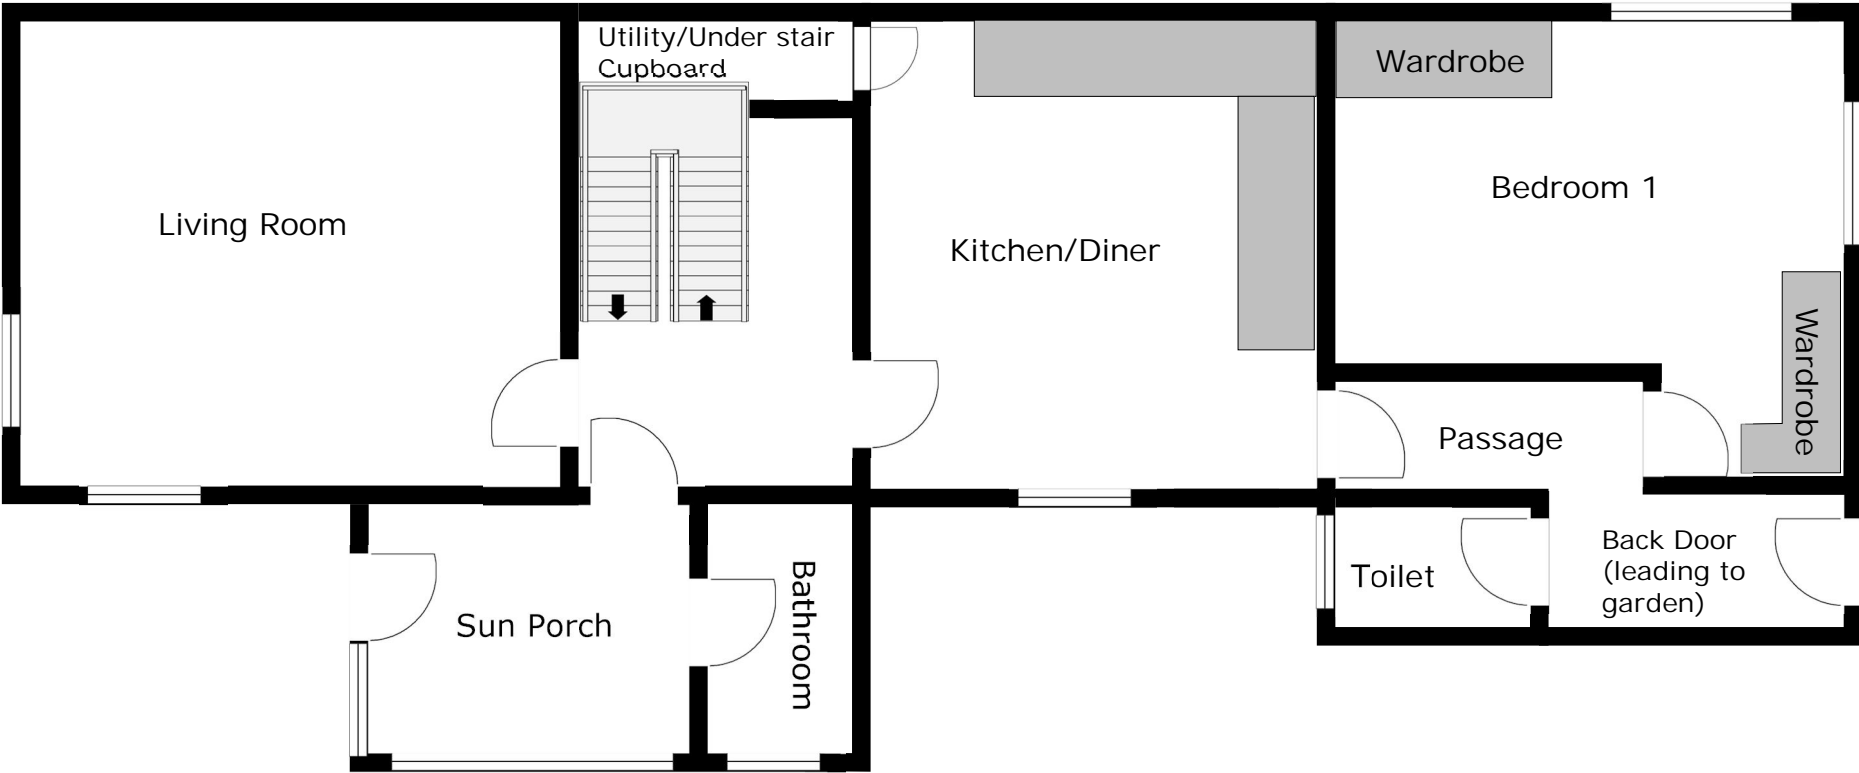 Utility/Under stair
Cupboard
Wardrobe
Living Room
Kitchen/Diner
Bedroom 1
Wardrobe
Passage
Sun Porch
Bathroom
Toilet
Back Door
(leading to
garden)